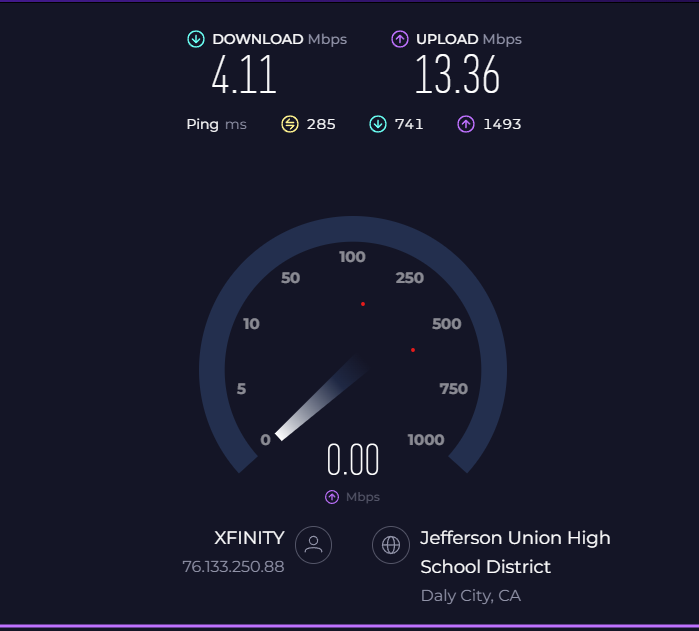 DOWNLOAD Mbps
4.11
UPLOAD Mbps
13.36
Ping ms 285 741 1493
0
5
10
50
100
250
500
750
1000
0.00
Mbps
XFINITY
76.133.250.88
Jefferson Union High
School District
Daly City, CA